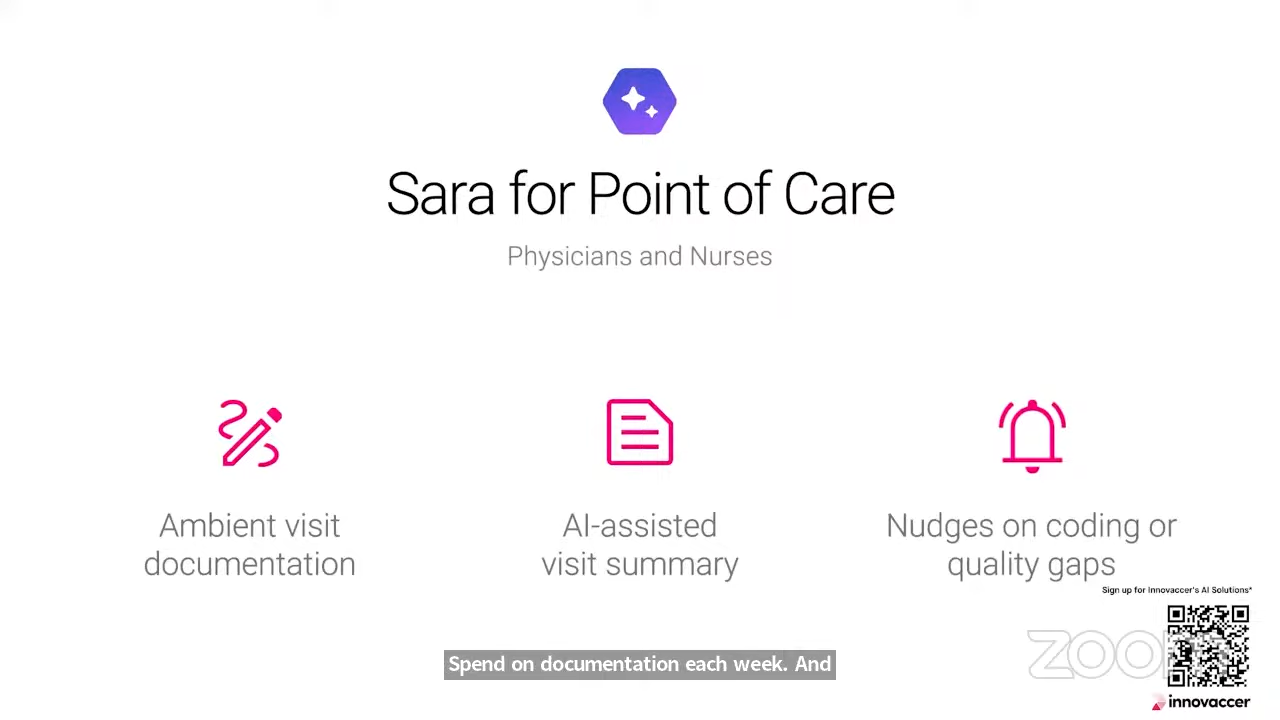 Sara for Point of Care
Physicians and Nurses
Ambient visit
documentation
AI-assisted
visit summary
Nudges on coding or
quality gaps
Sign up for Innovaccer's AI Solutions*
Spend on documentation each week. And
zoom
innovaccer